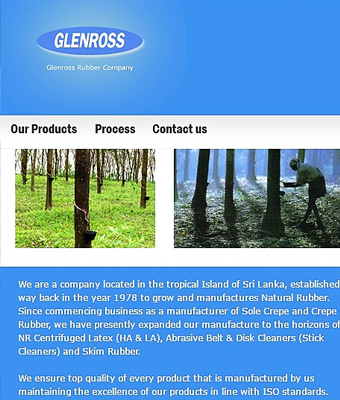 GLENROSS
Glenross Rubber Company
Our Products Process Contact us
We are a company located in the tropical Island of Sri Lanka, established
way back in the year 1978 to grow and manufactures Natural Rubber.
Since commencing business as a manufacturer of Sole Crepe and Crepe
Rubber, we have presently expanded our manufacture to the horizons of
NR Centrifuged Latex (HA & LA), Abrasive Belt & Disk Cleaners (Stick
Cleaners) and Skim Rubber.
We ensure top quality of every product that is manufactured by us
maintaining the excellence of our products in line with ISO standards.